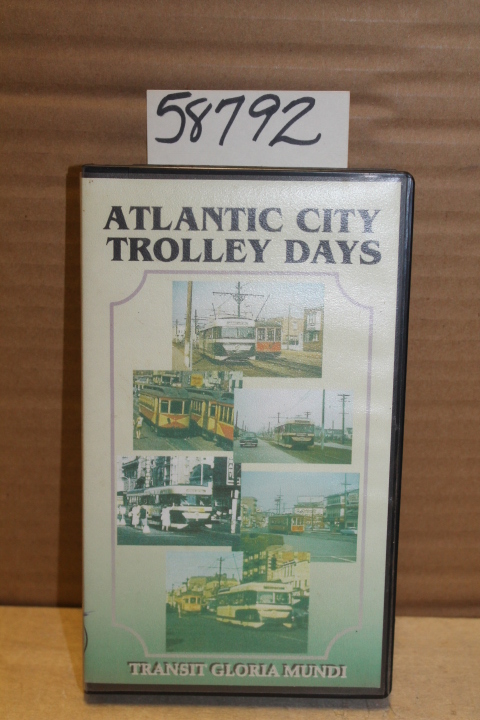 58792
ATLANTIC CITY
TROLLEY DAYS
TRANSIT GLORIA MUNDI